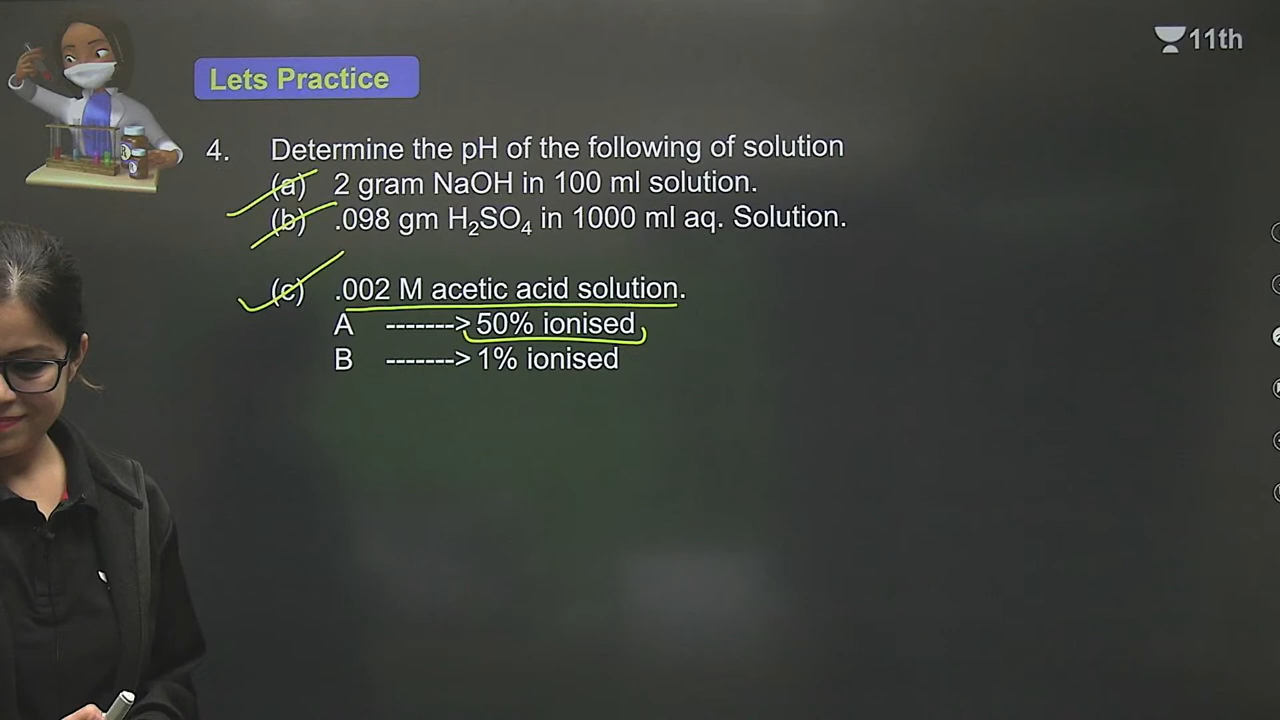 11th
Lets Practice
4. Determine the pH of the following of solution
(a) 2 gram NaOH in 100 ml solution.
(b) .098 gm H₂SO₄ in 1000 ml aq. Solution.
(c) .002 M acetic acid solution.
A -------> 50% ionised
B -------> 1% ionised